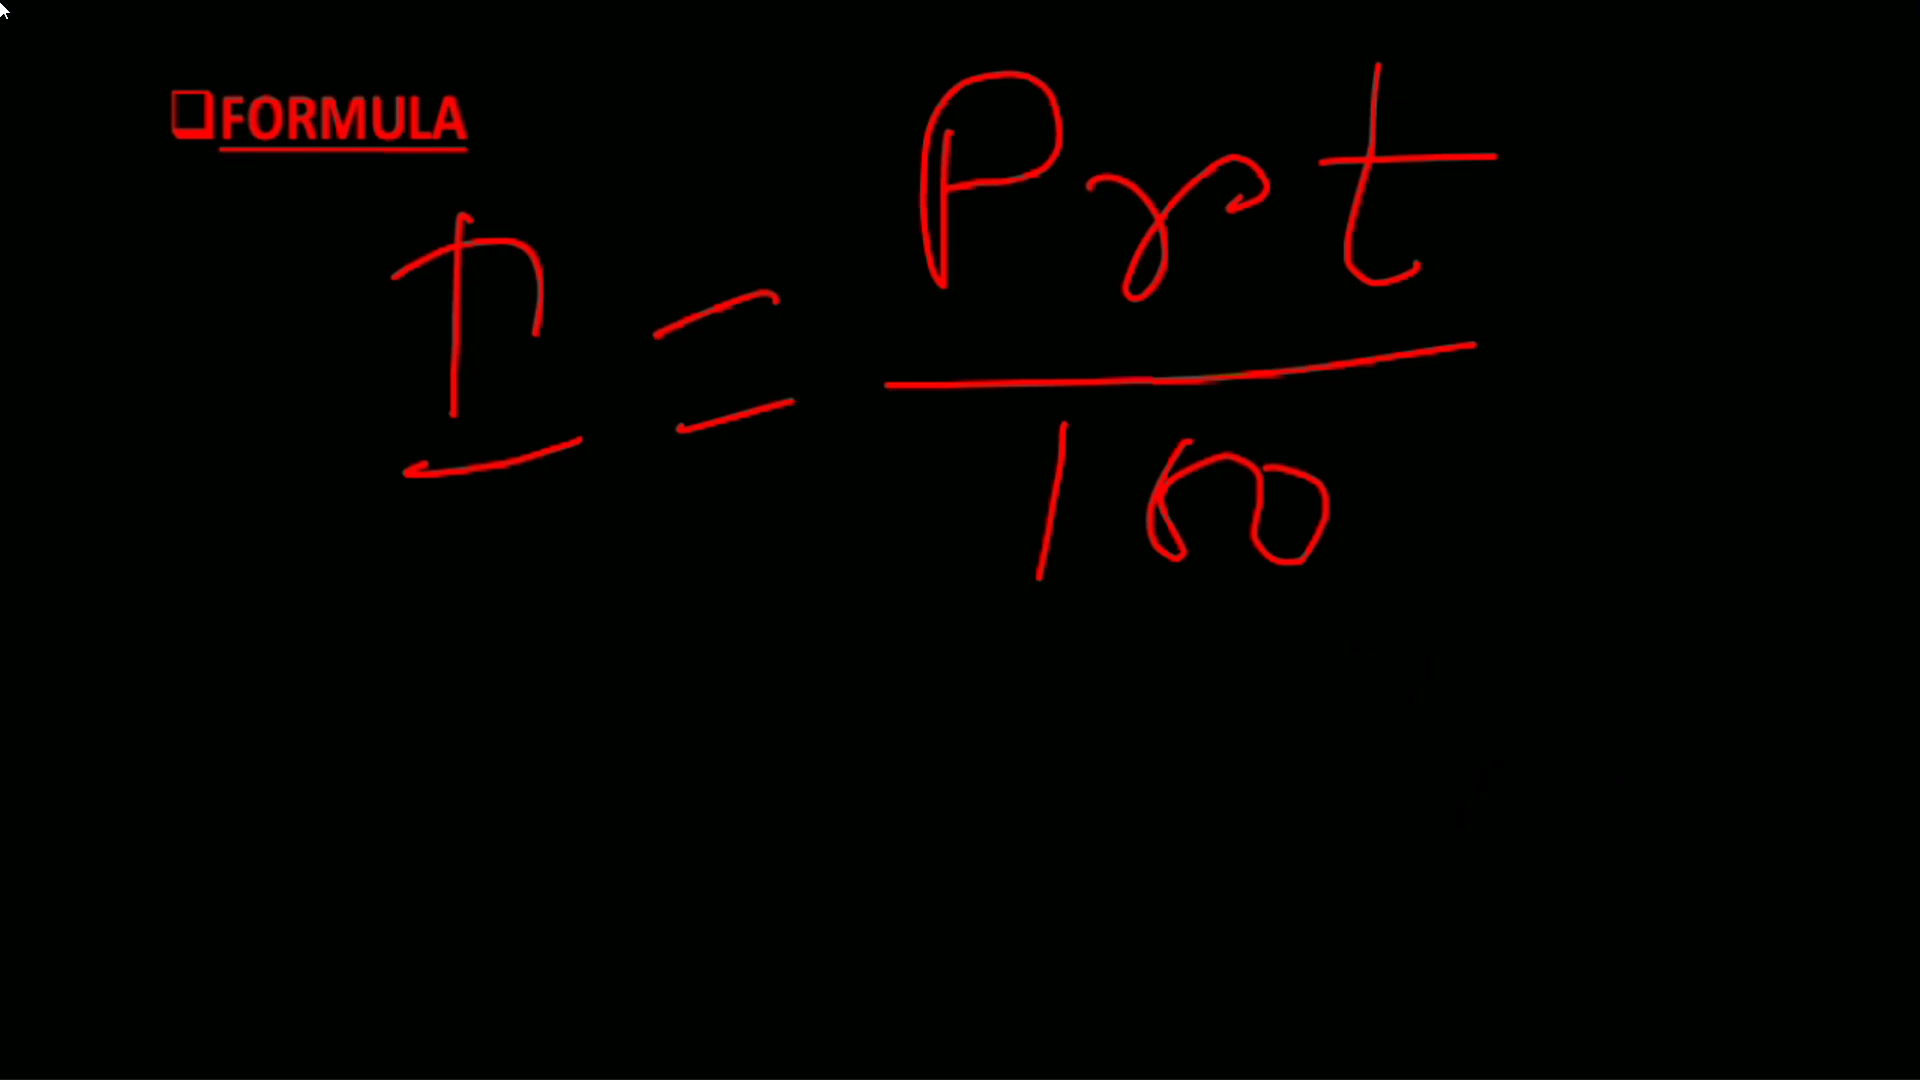 ❑FORMULA
I = Prt
100